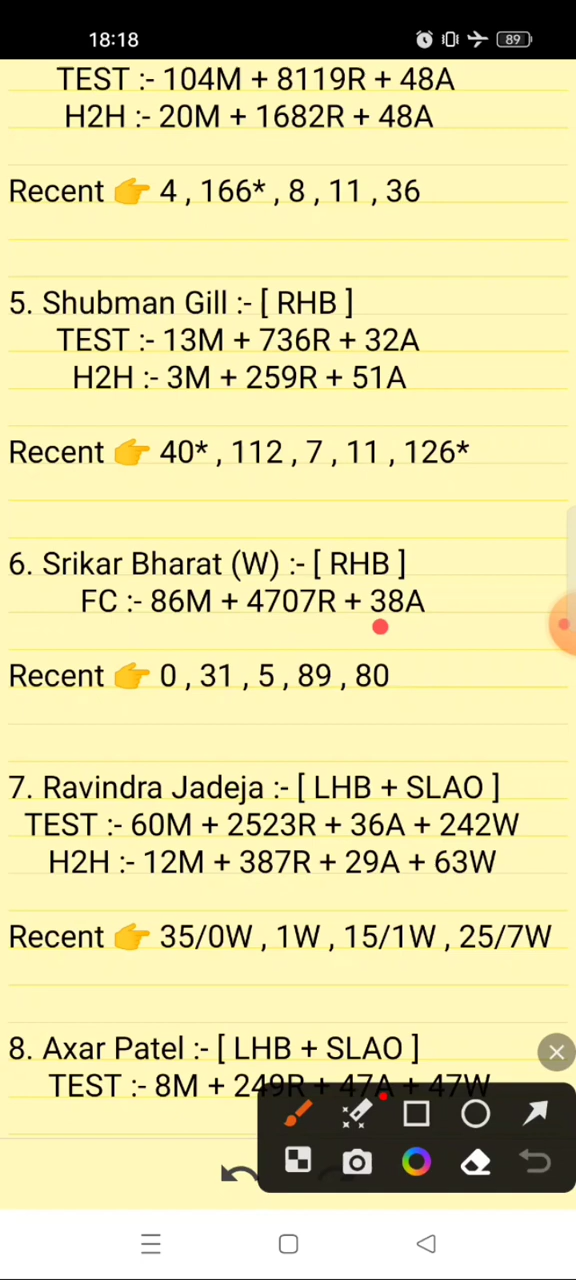 18:18
89
TEST :- 104M + 8119R + 48A
H2H :- 20M + 1682R + 48A
Recent 👉 4 , 166* , 8 , 11 , 36
5. Shubman Gill :- [ RHB ]
TEST :- 13M + 736R + 32A
H2H :- 3M + 259R + 51A
Recent 👉 40* , 112 , 7 , 11 , 126*
6. Srikar Bharat (W) :- [ RHB ]
FC :- 86M + 4707R + 38A
Recent 👉 0 , 31 , 5 , 89 , 80
7. Ravindra Jadeja :- [ LHB + SLAO ]
TEST :- 60M + 2523R + 36A + 242W
H2H :- 12M + 387R + 29A + 63W
Recent 👉 35/0W , 1W , 15/1W , 25/7W
8. Axar Patel :- [ LHB + SLAO ]
TEST :- 8M + 249R + 47A + 47W